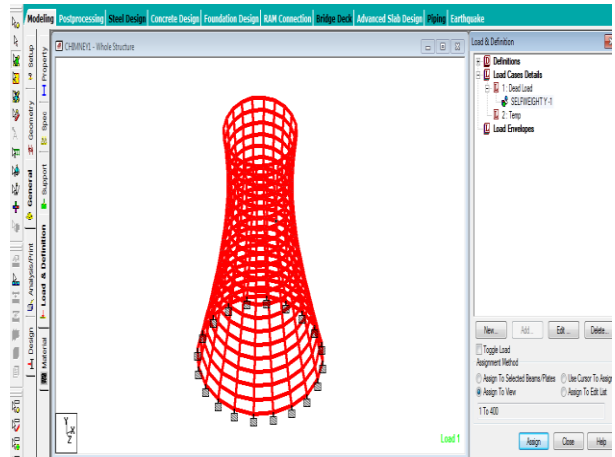 Modeling Postprocessing Steel Design Concrete Design Foundation Design RAM Connection Bridge Deck Advanced Slab Design Piping Earthquake
CHIMNEY1 - Whole Structure
Setup
Geometry
General
Analysis/Print
Design
Property
Spec
Support
Load & Definition
Material
Y
X
Z
Load 1
Load & Definition
Definitions
Load Cases Details
1: Dead Load
SELFWEIGHT Y -1
2: Temp
Load Envelopes
New... Add... Edit... Delete...
Toggle Load
Assignment Method
Assign To Selected Beams/Plates Use Cursor To Assign
Assign To View Assign To Edit List
1 To 400
Assign Close Help